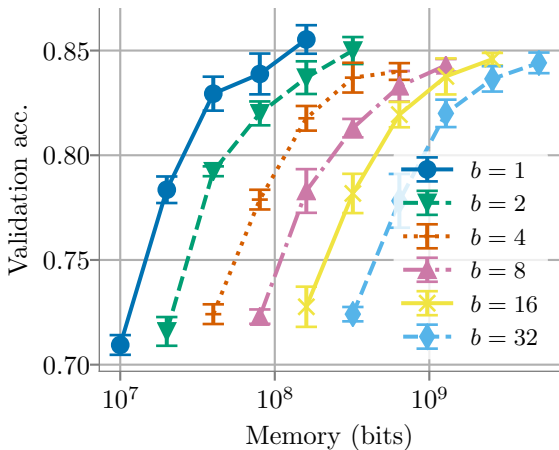 Validation acc.
0.85
0.80
0.75
0.70
b = 1
b = 2
b = 4
b = 8
b = 16
b = 32
10^7
10^8
10^9
Memory (bits)